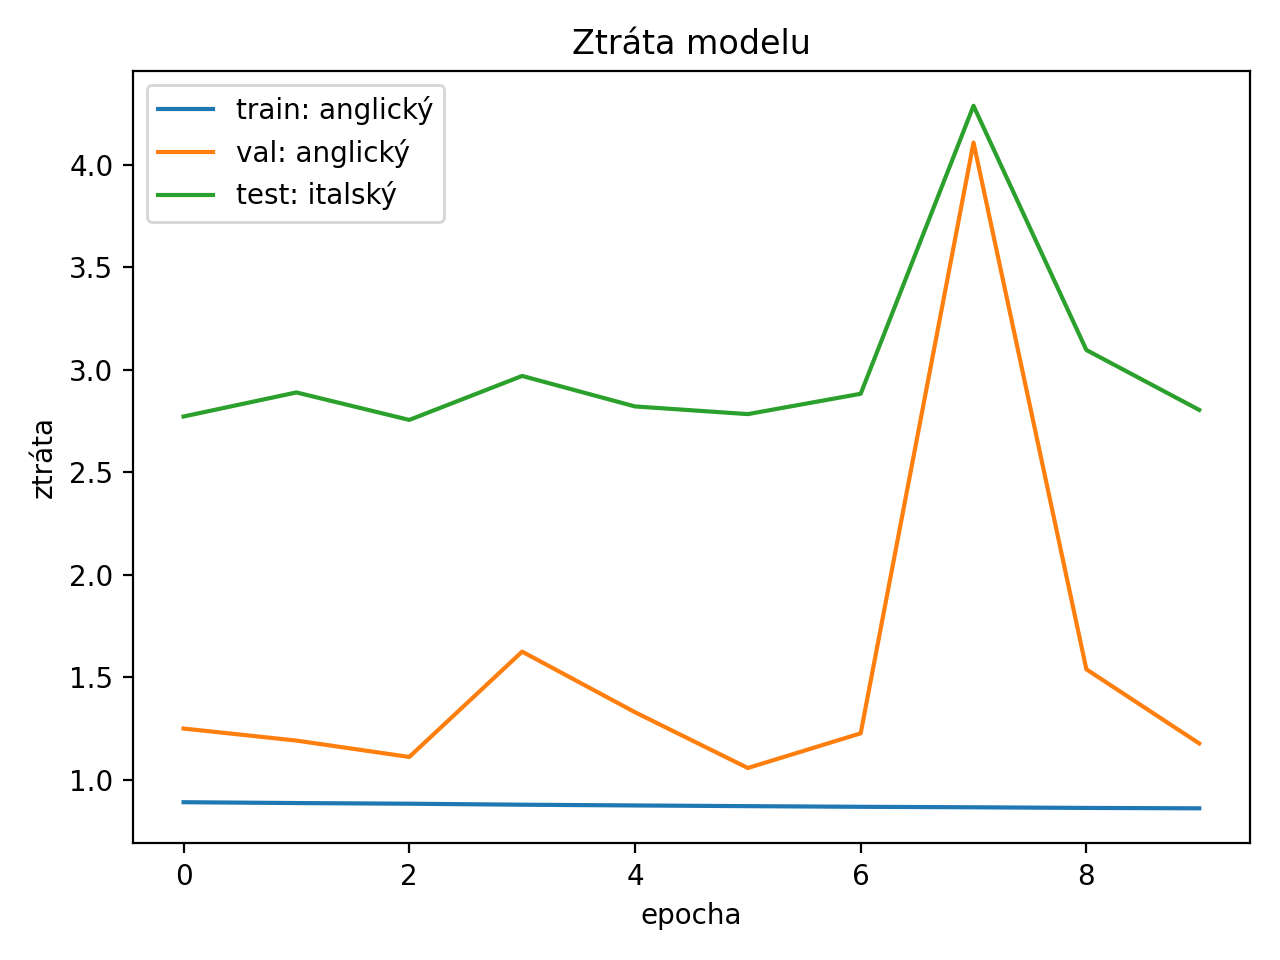 Ztráta modelu
train: anglický
val: anglický
test: italský
4.0
3.5
3.0
2.5
2.0
1.5
1.0
ztráta
0 2 4 6 8
epocha